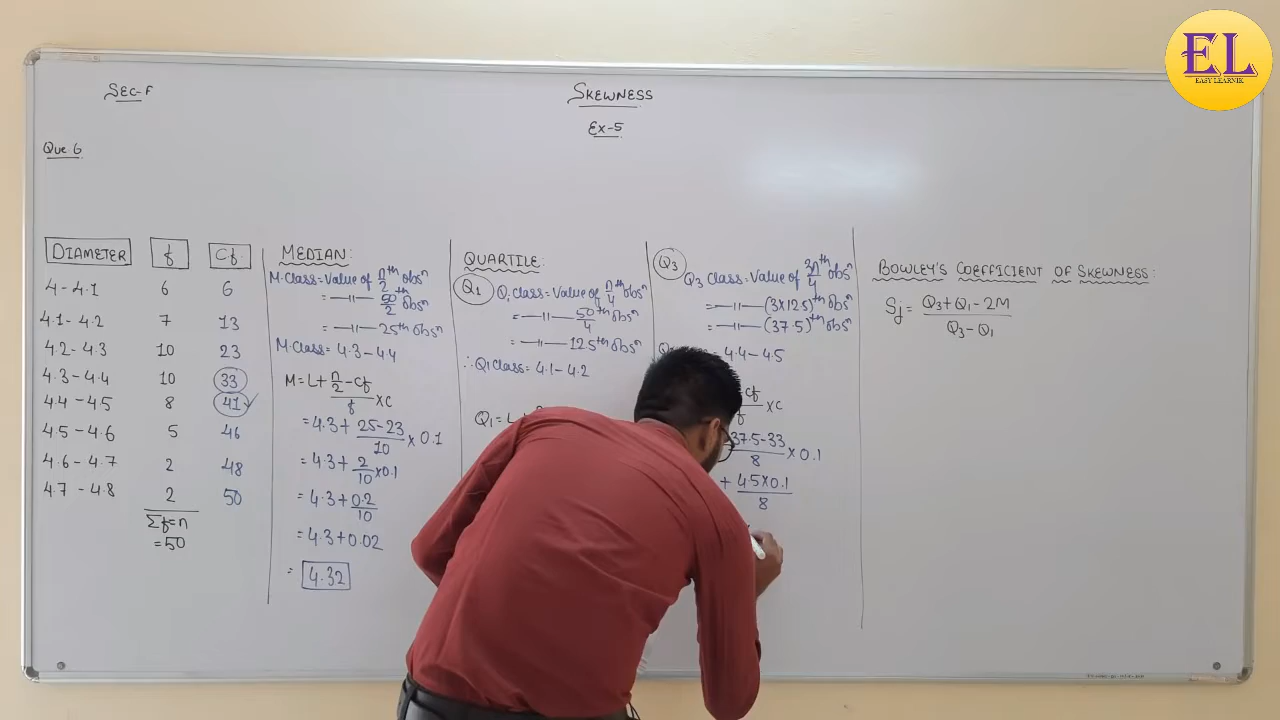 EL
EASY LEARNIE
SEC-F
SKEWNESS
Ex-5
Que 6
DIAMETER f Cf.
4 - 4.1 6 6
4.1 - 4.2 7 13
4.2 - 4.3 10 23
4.3 - 4.4 10 33
4.4 - 4.5 8 41
4.5 - 4.6 5 46
4.6 - 4.7 2 48
4.7 - 4.8 2 50
Σf=n
=50
MEDIAN:
M.Class = Value of n/2 th obsn
= —〃— 50/2 th obsn
= —〃— 25th obsn
M.Class = 4.3 - 4.4
M = L + n/2 - Cf / f × C
= 4.3 + 25-23 / 10 × 0.1
= 4.3 + 2/10 × 0.1
= 4.3 + 0.2/10
= 4.3 + 0.02
= 4.32
QUARTILE:
Q1 Q1 Class = Value of n/4 th obsn
= —〃— 50/4 th obsn
= —〃— 12.5th obsn
∴ Q1 Class = 4.1 - 4.2
Q1 = L +
Q3 Q3 Class = Value of 3n/4 th obsn
= —〃— (3×12.5)th obsn
= —〃— (37.5)th obsn
= 4.4 - 4.5
- Cf / f × C
37.5-33 / 8 × 0.1
+ 4.5×0.1 / 8
BOWLEY'S COEFFICIENT OF SKEWNESS:
Sj = Q3 + Q1 - 2M / Q3 - Q1